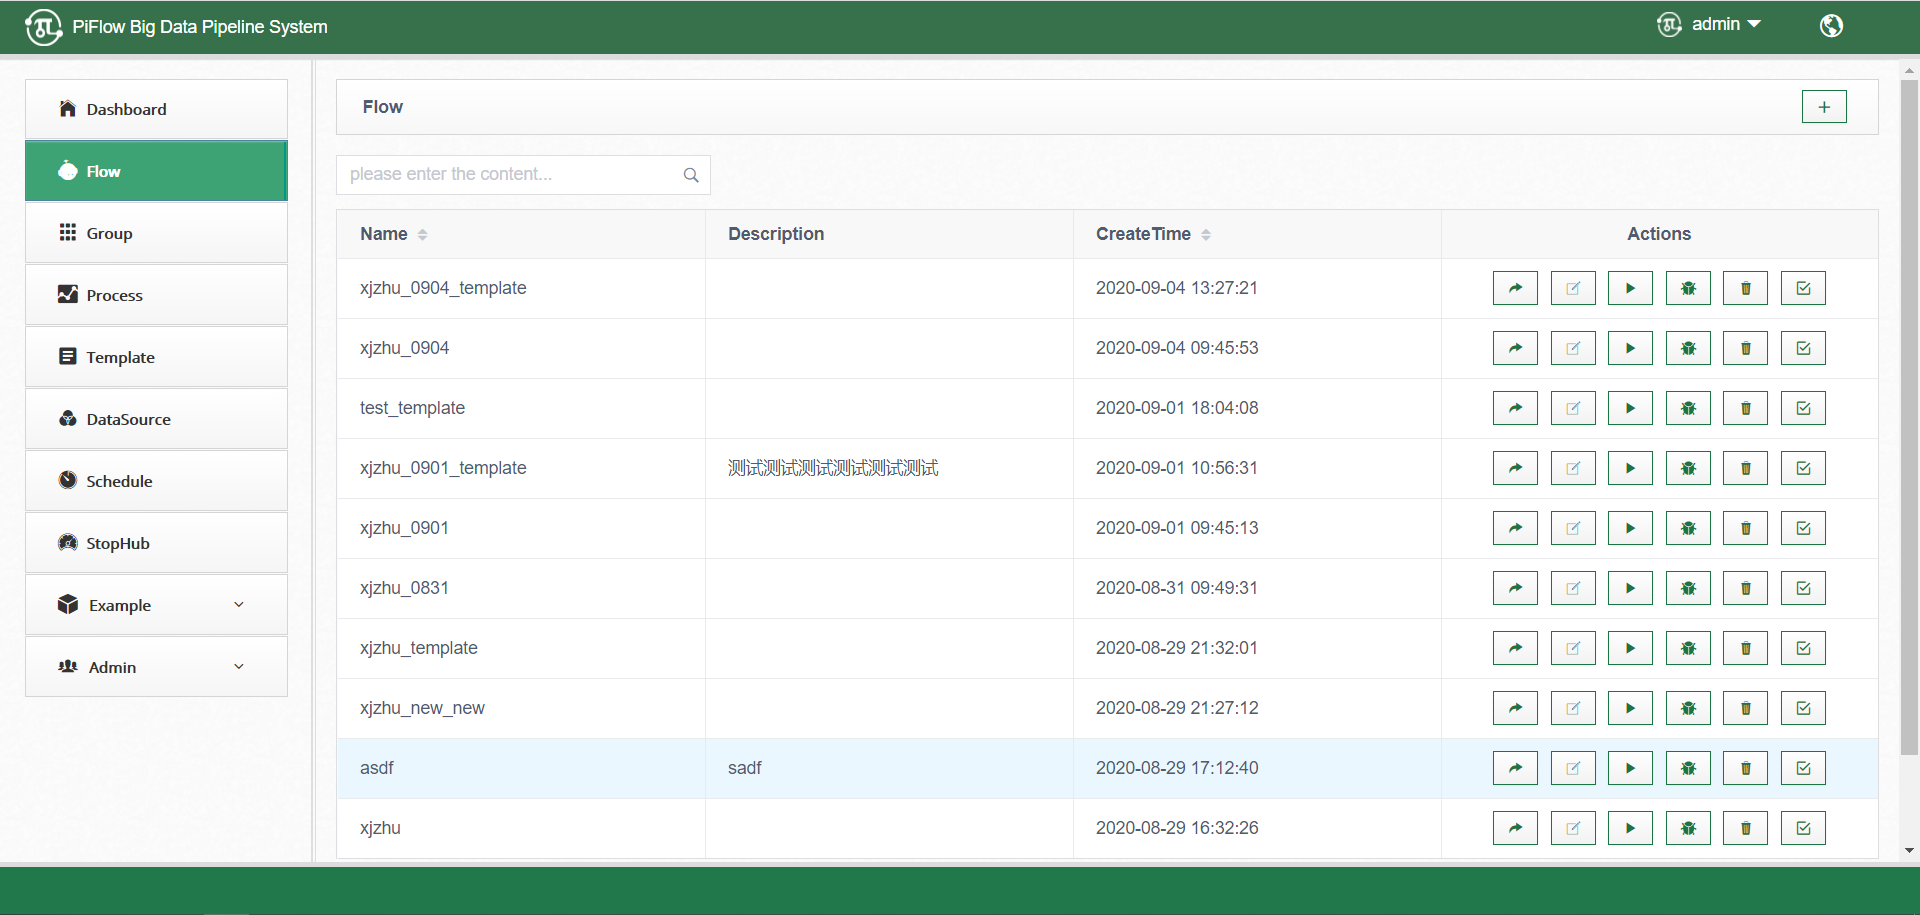 PiFlow Big Data Pipeline System
admin
Dashboard
Flow
Group
Process
Template
DataSource
Schedule
StopHub
Example
Admin
Flow
please enter the content...
Name Description CreateTime Actions
xjzhu_0904_template 2020-09-04 13:27:21
xjzhu_0904 2020-09-04 09:45:53
test_template 2020-09-01 18:04:08
xjzhu_0901_template 测试测试测试测试测试测试 2020-09-01 10:56:31
xjzhu_0901 2020-09-01 09:45:13
xjzhu_0831 2020-08-31 09:49:31
xjzhu_template 2020-08-29 21:32:01
xjzhu_new_new 2020-08-29 21:27:12
asdf sadf 2020-08-29 17:12:40
xjzhu 2020-08-29 16:32:26